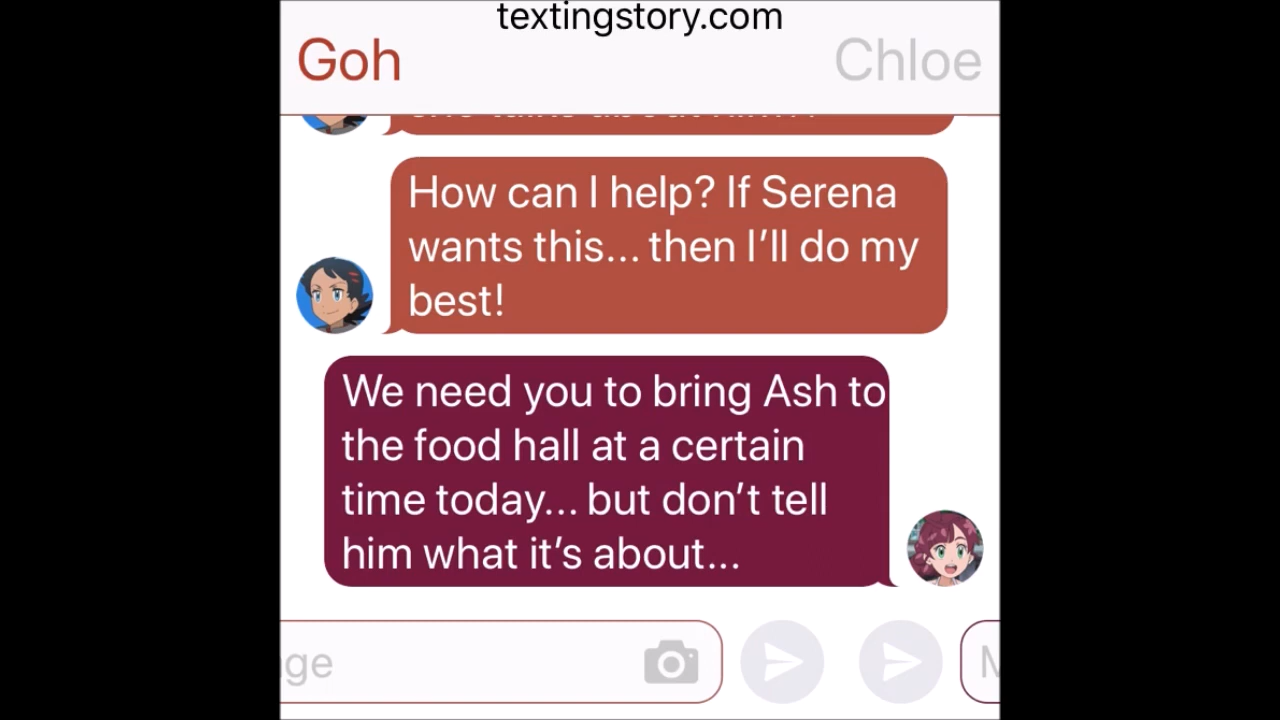 textingstory.com
Goh
Chloe
How can I help? If Serena
wants this... then I'll do my
best!
We need you to bring Ash to
the food hall at a certain
time today... but don't tell
him what it's about...